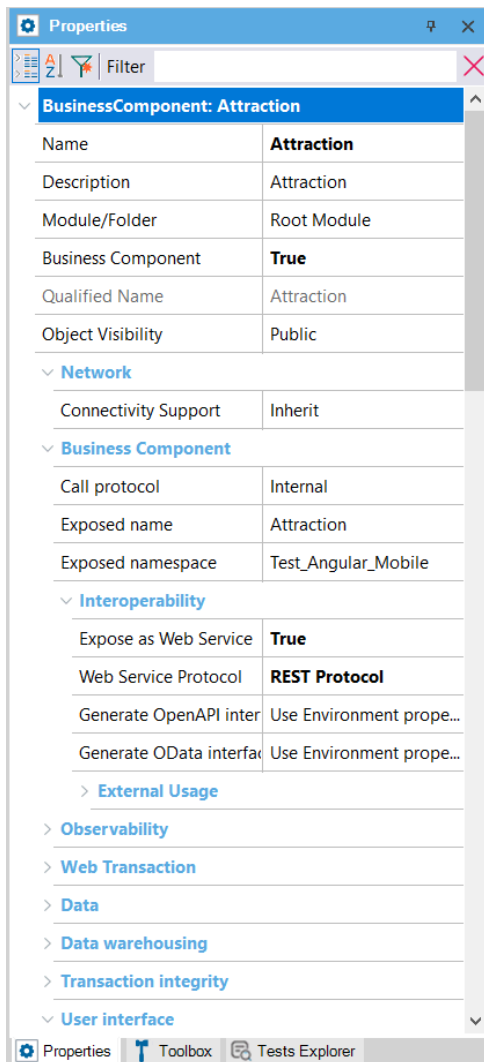 Properties
Filter
BusinessComponent: Attraction
Name Attraction
Description Attraction
Module/Folder Root Module
Business Component True
Qualified Name Attraction
Object Visibility Public
Network
Connectivity Support Inherit
Business Component
Call protocol Internal
Exposed name Attraction
Exposed namespace Test_Angular_Mobile
Interoperability
Expose as Web Service True
Web Service Protocol REST Protocol
Generate OpenAPI inter Use Environment prope...
Generate OData interfac Use Environment prope...
External Usage
Observability
Web Transaction
Data
Data warehousing
Transaction integrity
User interface
Properties Toolbox Tests Explorer